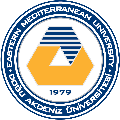 EASTERN MEDITERRANEAN UNIVERSITY
DOĞU AKDENİZ ÜNİVERSİTESİ
1979